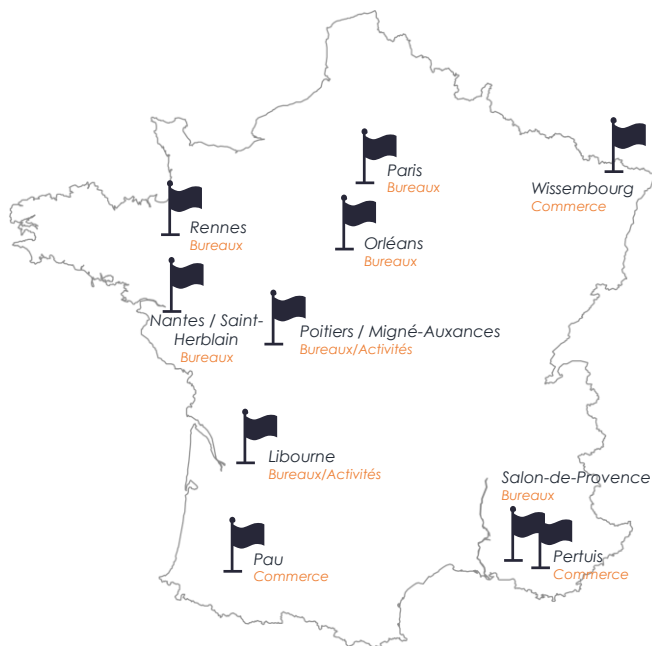 Paris
Bureaux
Wissembourg
Commerce
Rennes
Bureaux
Orléans
Bureaux
Nantes / Saint-
Herblain
Bureaux
Poitiers / Migné-Auxances
Bureaux/Activités
Libourne
Bureaux/Activités
Salon-de-Provence
Bureaux
Pau
Commerce
Pertuis
Commerce